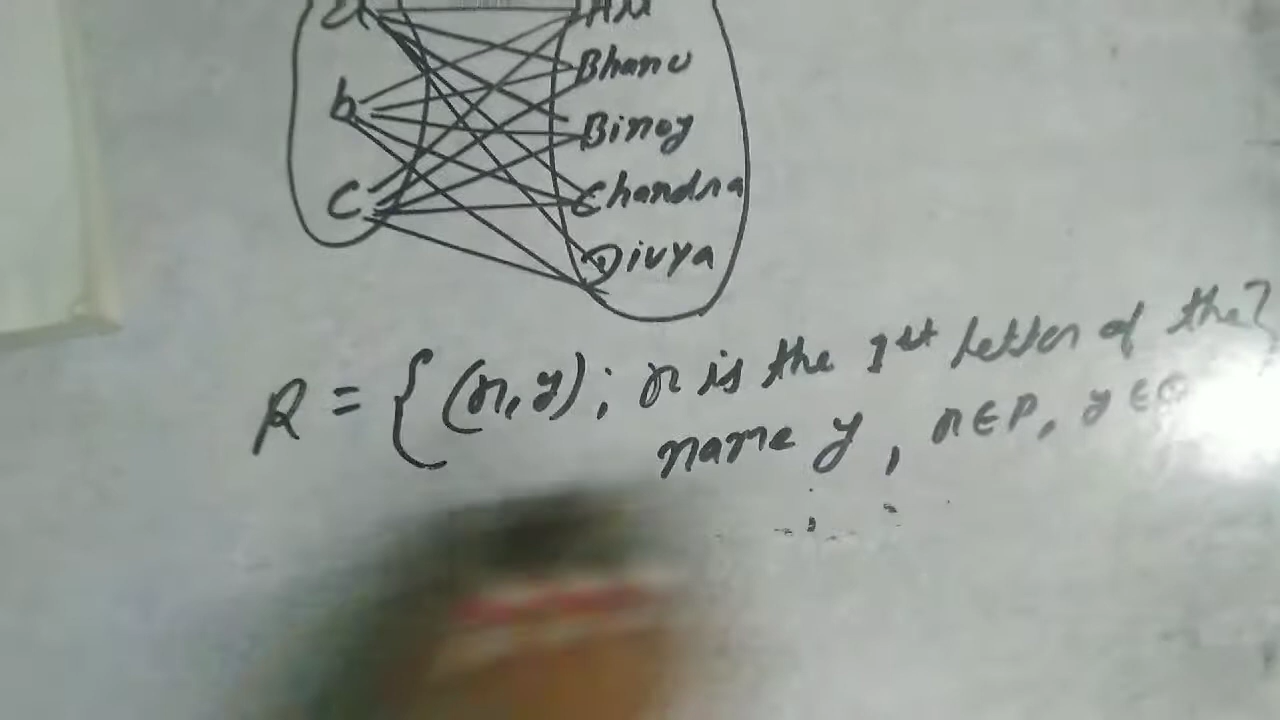 a
b
c
Bhanu
Binoy
Chandra
Divya
R = { (x, y) ; x is the 1st letter of the }
name y , x ∈ P, y ∈ Q